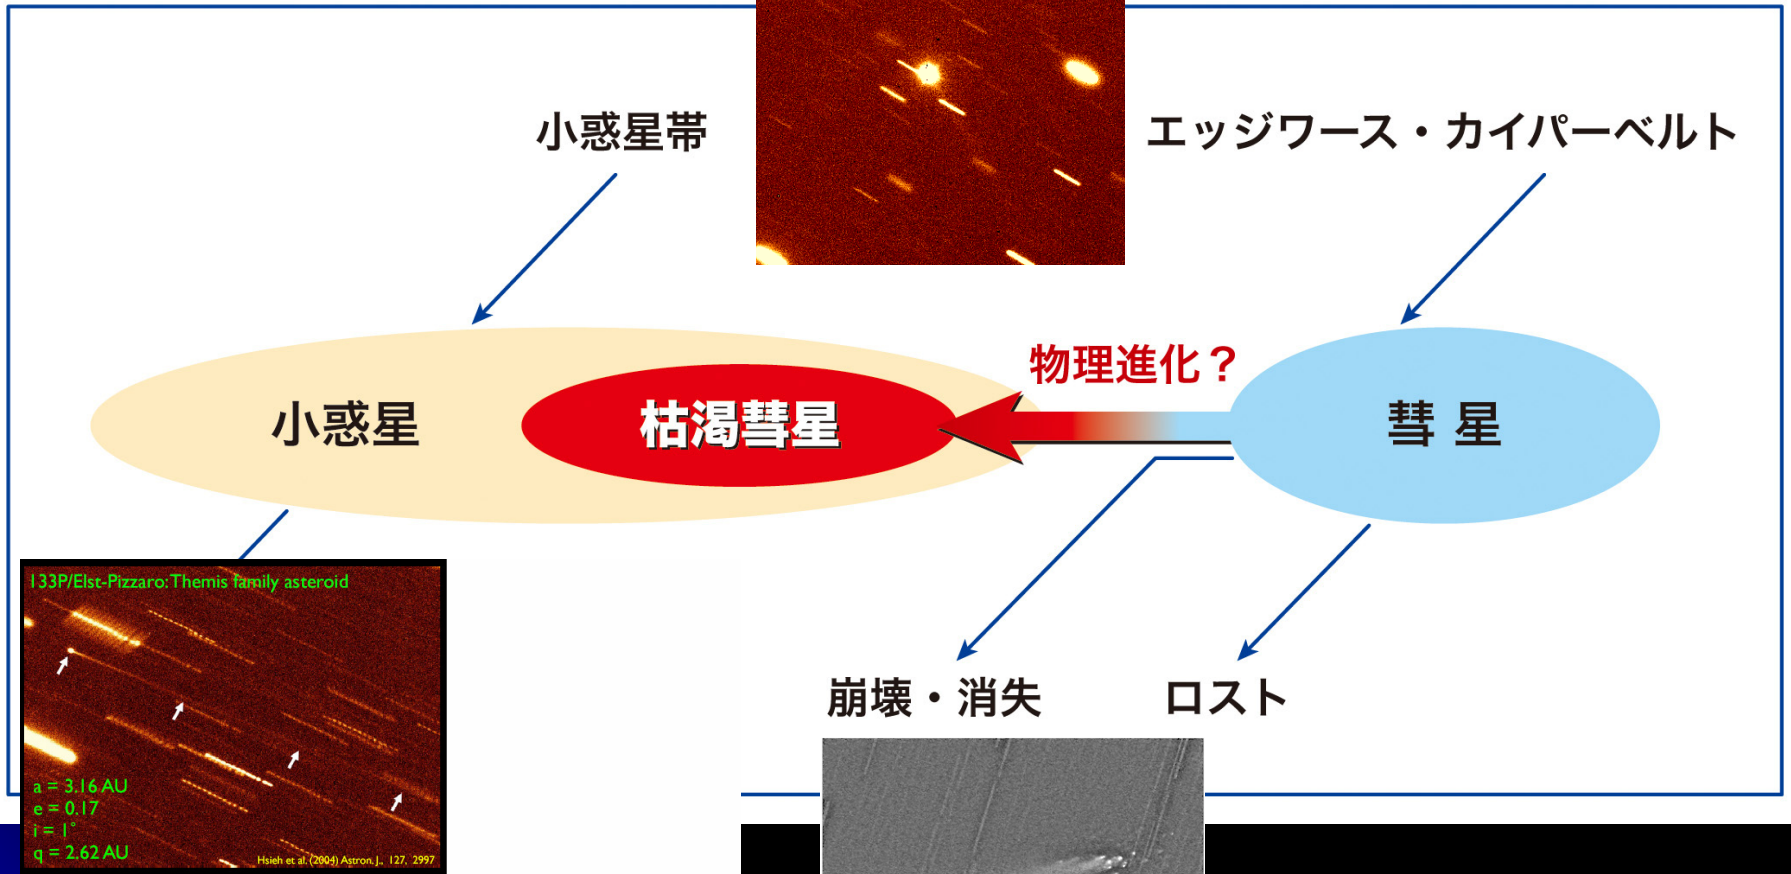 小惑星帯
エッジワース・カイパーベルト
物理進化？
小惑星
枯渇彗星
彗星
崩壊・消失
ロスト
133P/Elst-Pizzaro: Themis family asteroid
a = 3.16 AU
e = 0.17
i = 1°
q = 2.62 AU
Hsieh et al. (2004) Astron. J., 127, 2997